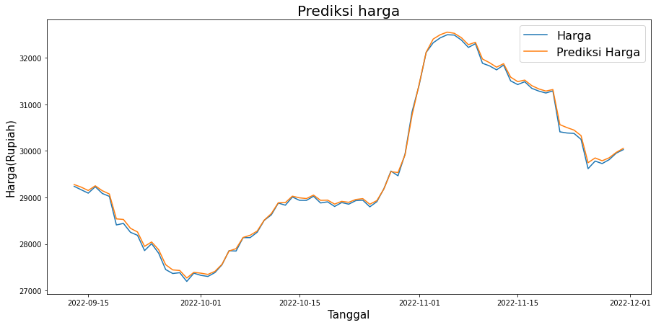 Prediksi harga
Harga
Prediksi Harga
Harga(Rupiah)
32000
31000
30000
29000
28000
27000
2022-09-15
2022-10-01
2022-10-15
2022-11-01
2022-11-15
2022-12-01
Tanggal